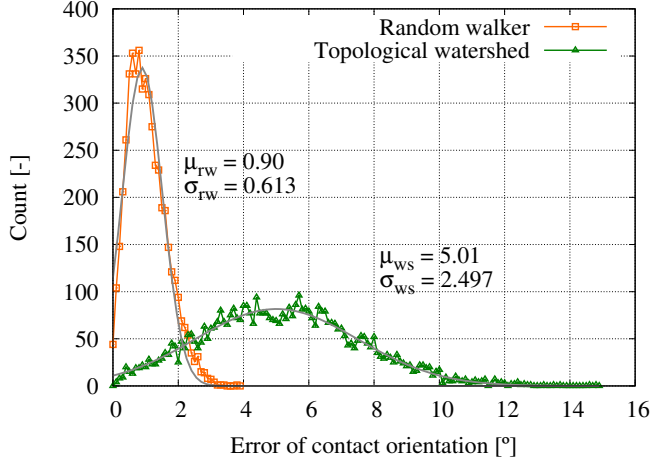 400
350
300
250
200
150
100
50
0
Count [-]
Random walker
Topological watershed
μrw = 0.90
σrw = 0.613
μws = 5.01
σws = 2.497
0 2 4 6 8 10 12 14 16
Error of contact orientation [º]